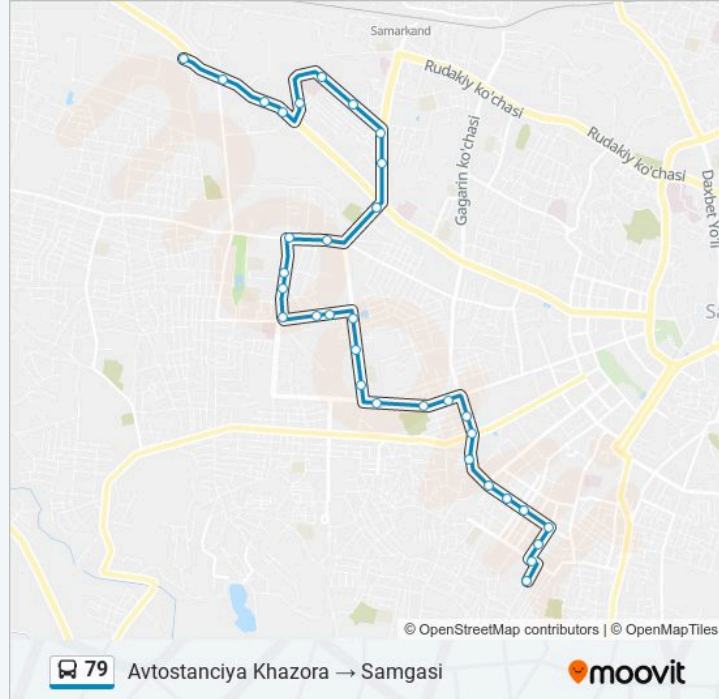 Samarkand
Rudakiy ko'chasi
Rudakiy ko'chasi
Gagarin ko'chasi
Daxbet Yo'li
Sa
© OpenStreetMap contributors | © OpenMapTiles
79 Avtostanciya Khazora → Samgasi
moovit